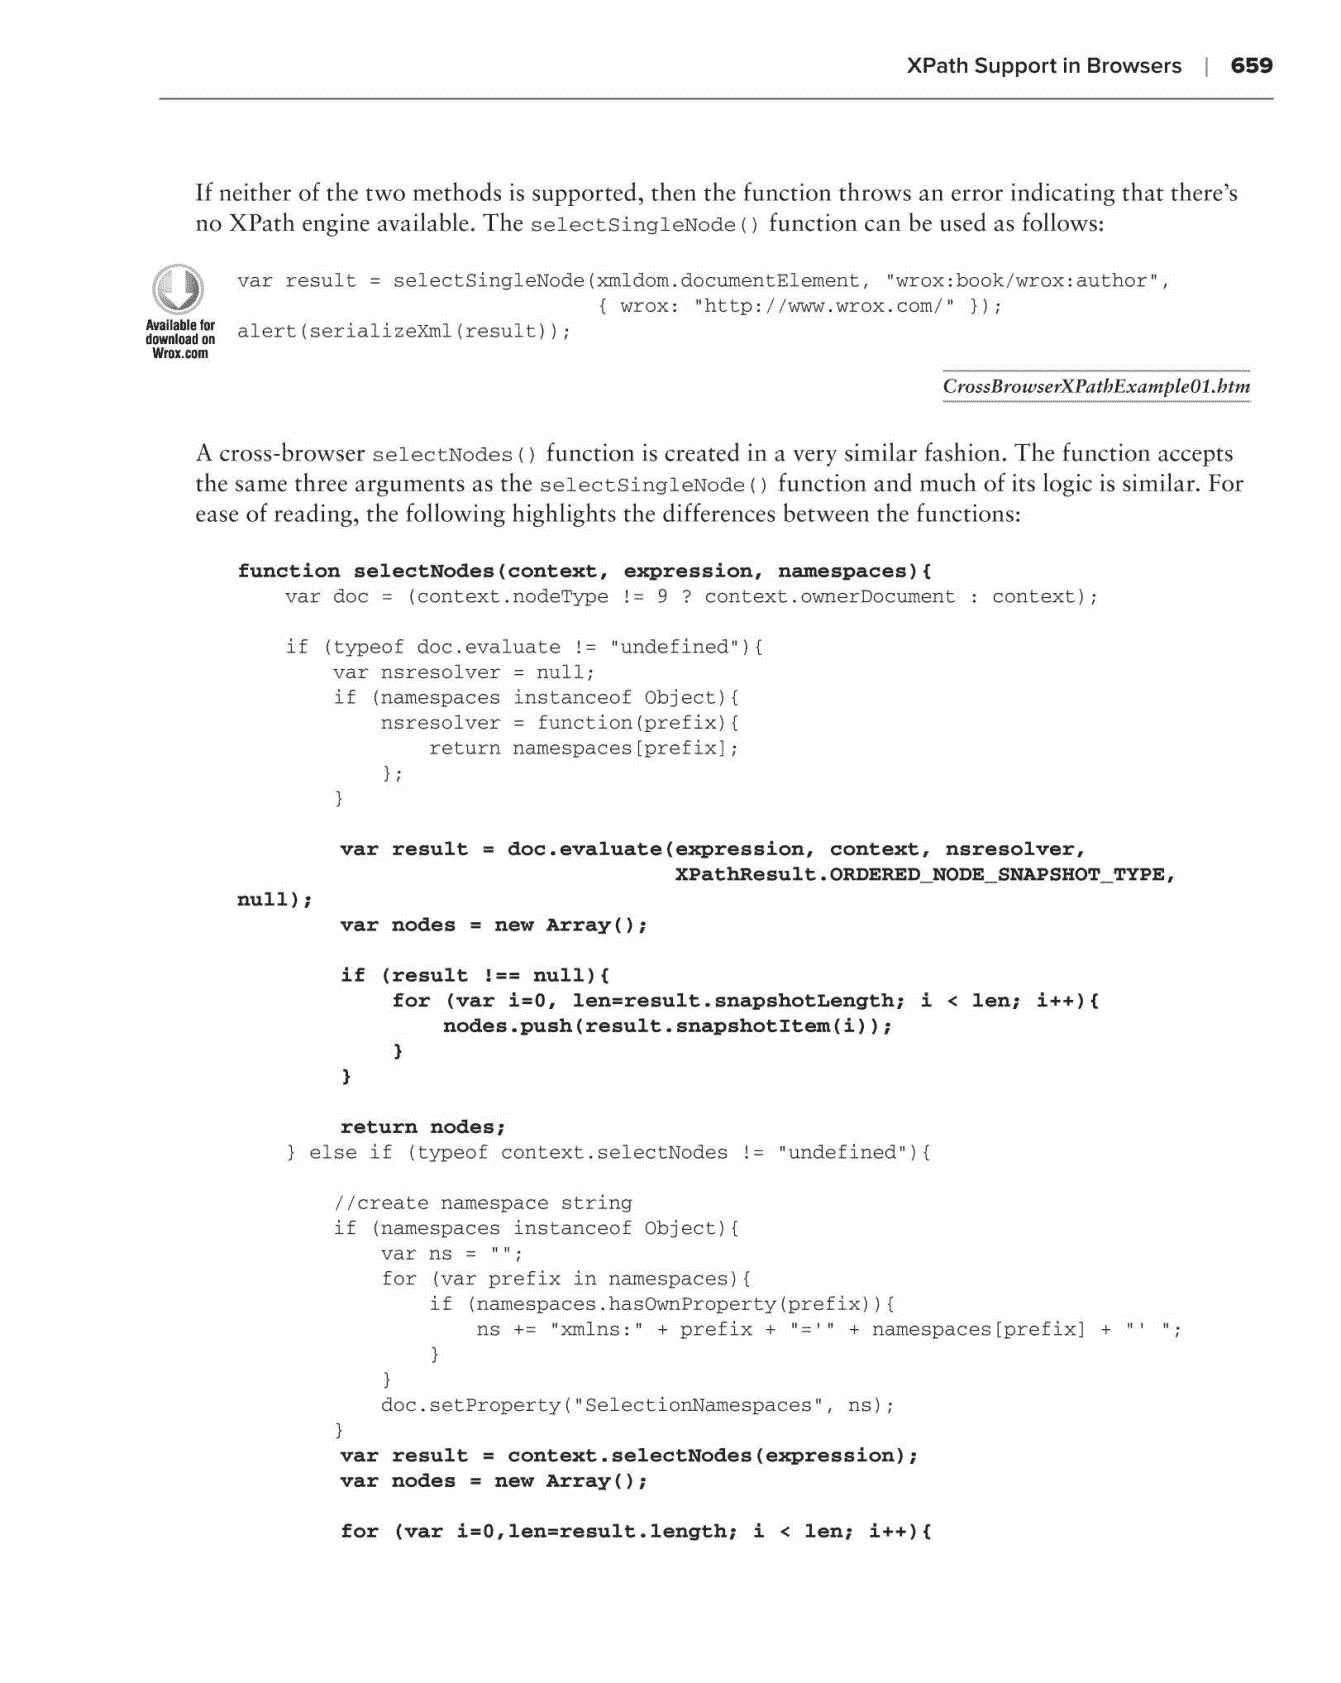 XPath Support in Browsers | 659
If neither of the two methods is supported, then the function throws an error indicating that there's
no XPath engine available. The selectSingleNode() function can be used as follows:
var result = selectSingleNode(xmldom.documentElement, "wrox:book/wrox:author",
{ wrox: "http://www.wrox.com/" });
alert(serializeXml(result));
Available for
download on
Wrox.com
CrossBrowserXPathExample01.htm
A cross-browser selectNodes() function is created in a very similar fashion. The function accepts
the same three arguments as the selectSingleNode() function and much of its logic is similar. For
ease of reading, the following highlights the differences between the functions:
function selectNodes(context, expression, namespaces){
var doc = (context.nodeType != 9 ? context.ownerDocument : context);
if (typeof doc.evaluate != "undefined"){
var nsresolver = null;
if (namespaces instanceof Object){
nsresolver = function(prefix){
return namespaces[prefix];
};
}
var result = doc.evaluate(expression, context, nsresolver,
XPathResult.ORDERED_NODE_SNAPSHOT_TYPE,
null);
var nodes = new Array();
if (result !== null){
for (var i=0, len=result.snapshotLength; i < len; i++){
nodes.push(result.snapshotItem(i));
}
}
return nodes;
} else if (typeof context.selectNodes != "undefined"){
//create namespace string
if (namespaces instanceof Object){
var ns = "";
for (var prefix in namespaces){
if (namespaces.hasOwnProperty(prefix)){
ns += "xmlns:" + prefix + "='" + namespaces[prefix] + "' ";
}
}
doc.setProperty("SelectionNamespaces", ns);
}
var result = context.selectNodes(expression);
var nodes = new Array();
for (var i=0,len=result.length; i < len; i++){